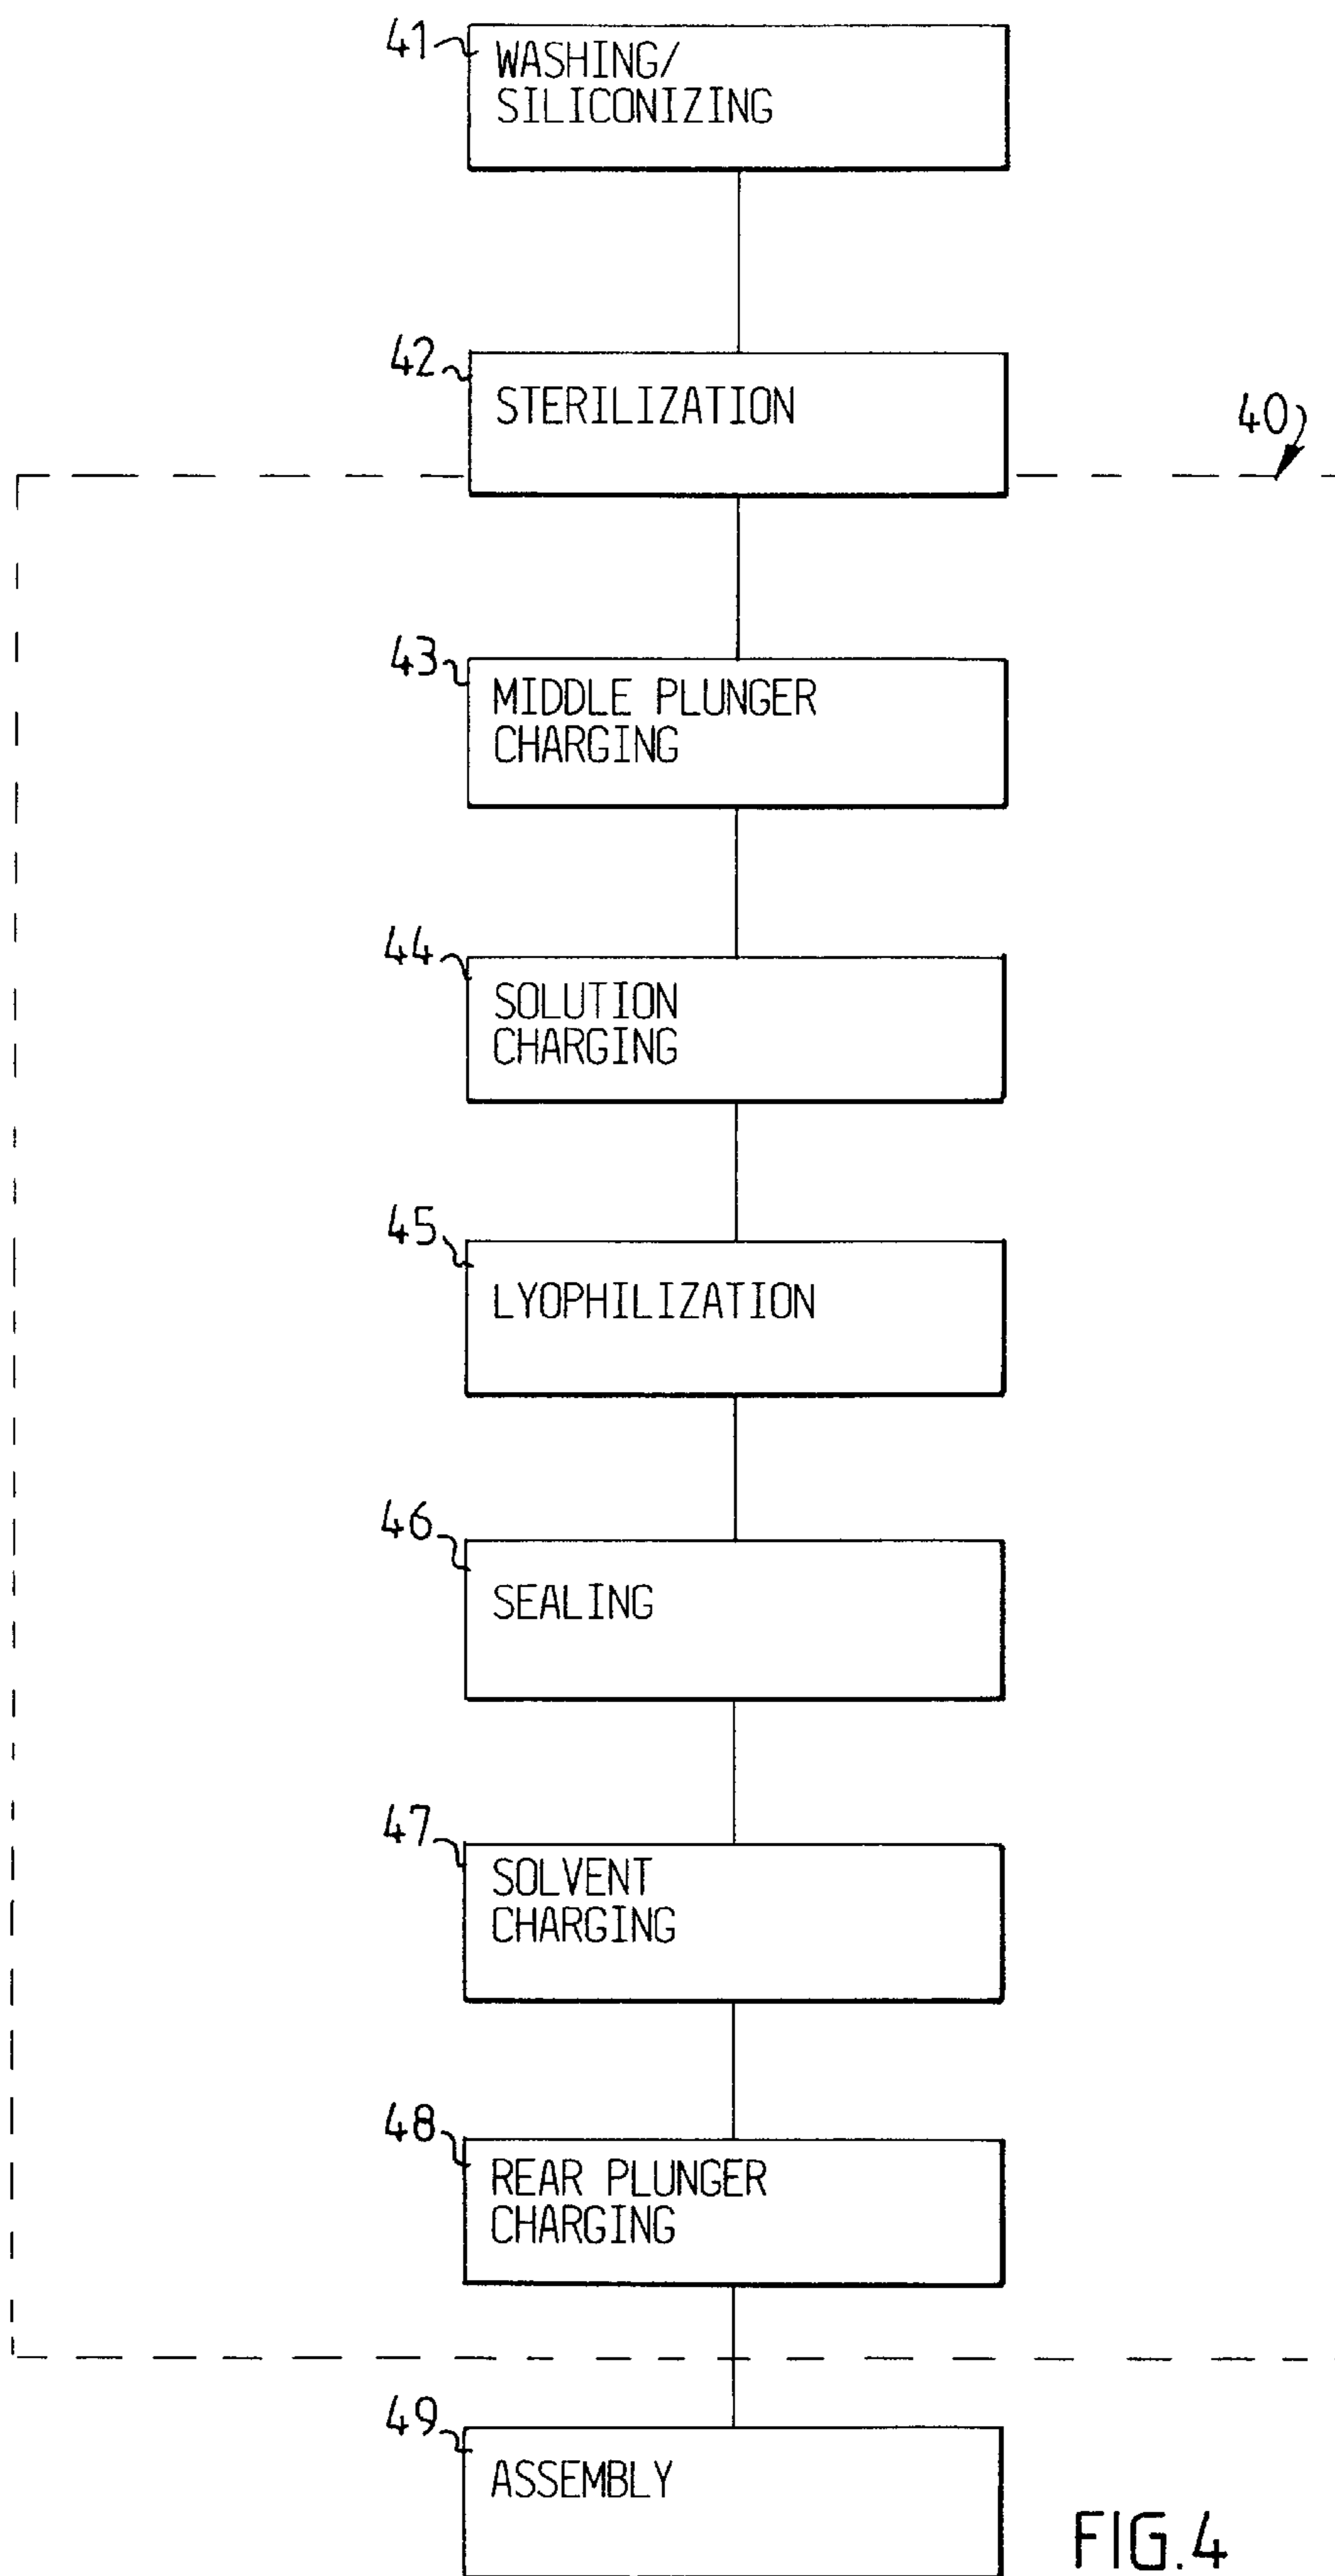 41
WASHING/
SILICONIZING
42
STERILIZATION
40
43
MIDDLE PLUNGER
CHARGING
44
SOLUTION
CHARGING
45
LYOPHILIZATION
46
SEALING
47
SOLVENT
CHARGING
48
REAR PLUNGER
CHARGING
49
ASSEMBLY
FIG.4